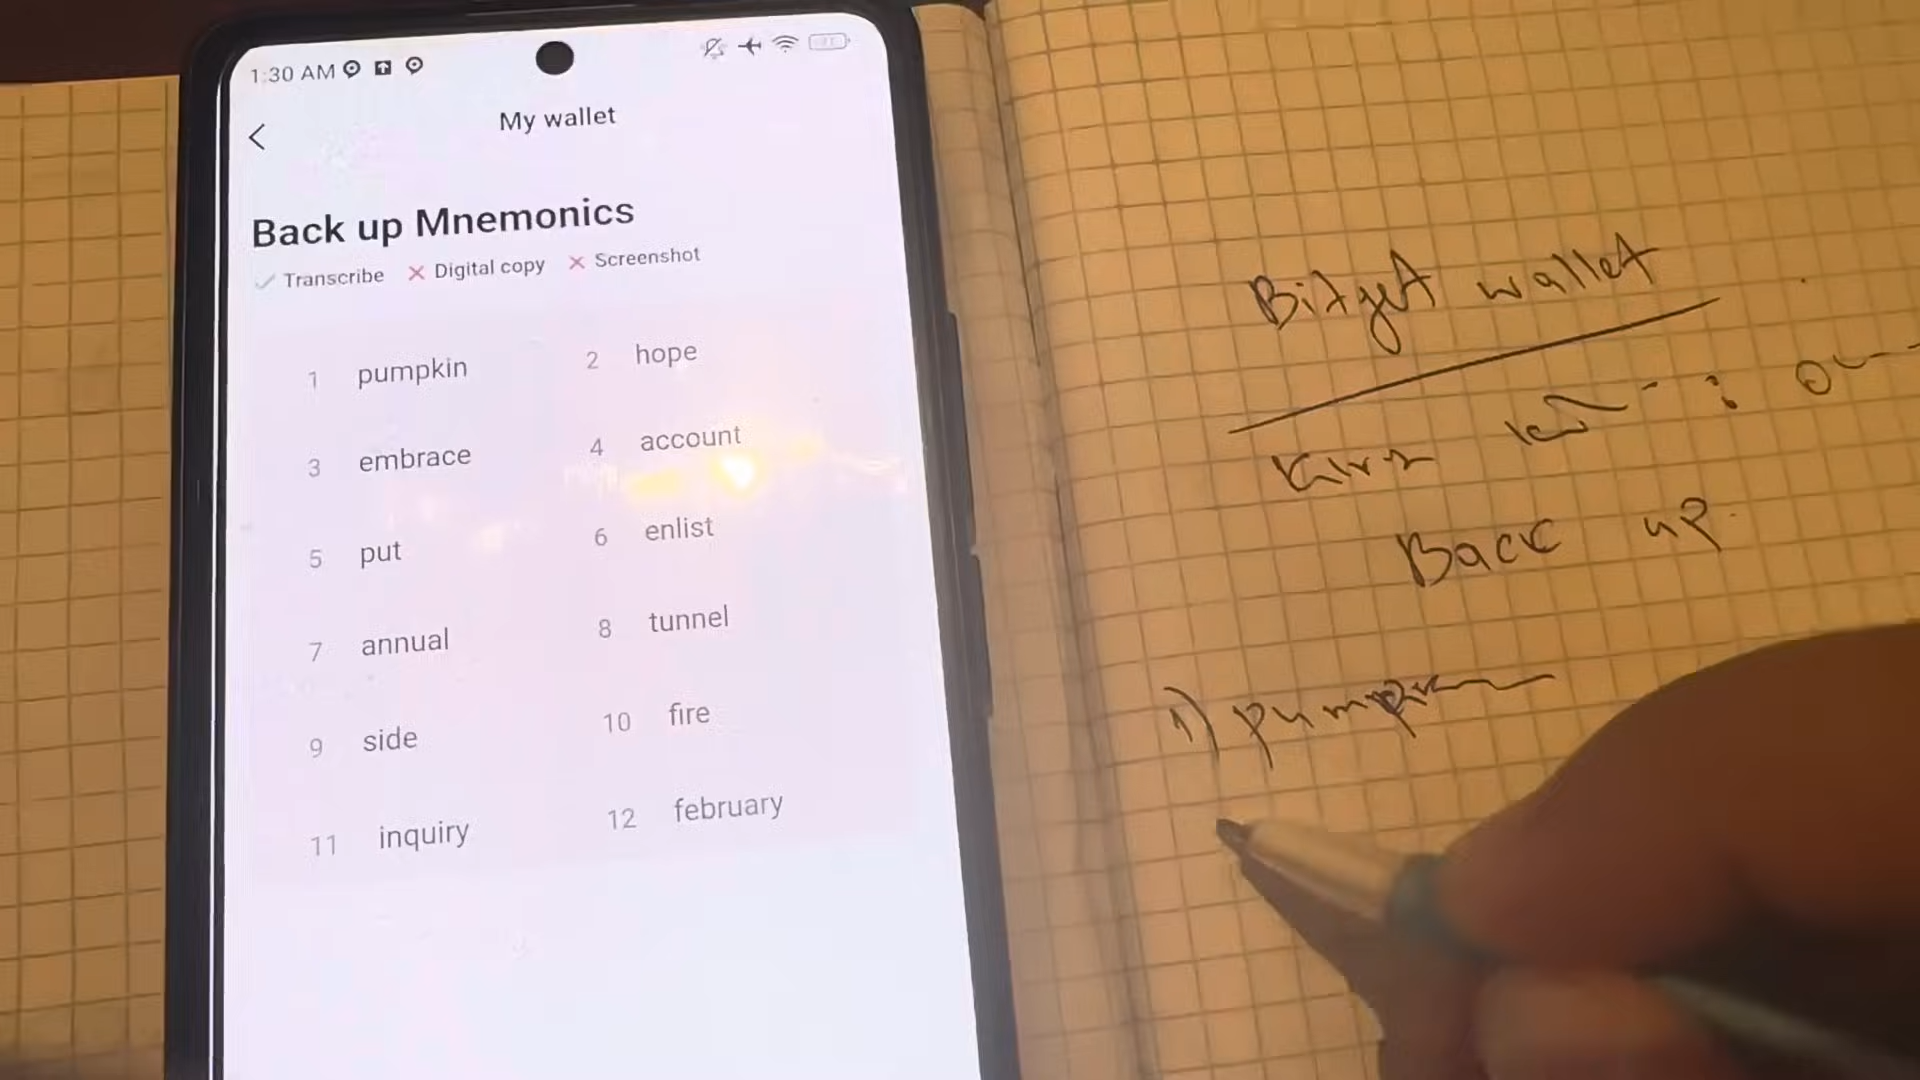 1:30 AM
My wallet
Back up Mnemonics
Transcribe Digital copy Screenshot
1 pumpkin 2 hope
3 embrace 4 account
5 put 6 enlist
7 annual 8 tunnel
9 side 10 fire
11 inquiry 12 february
Bitget wallet
Back up
1)